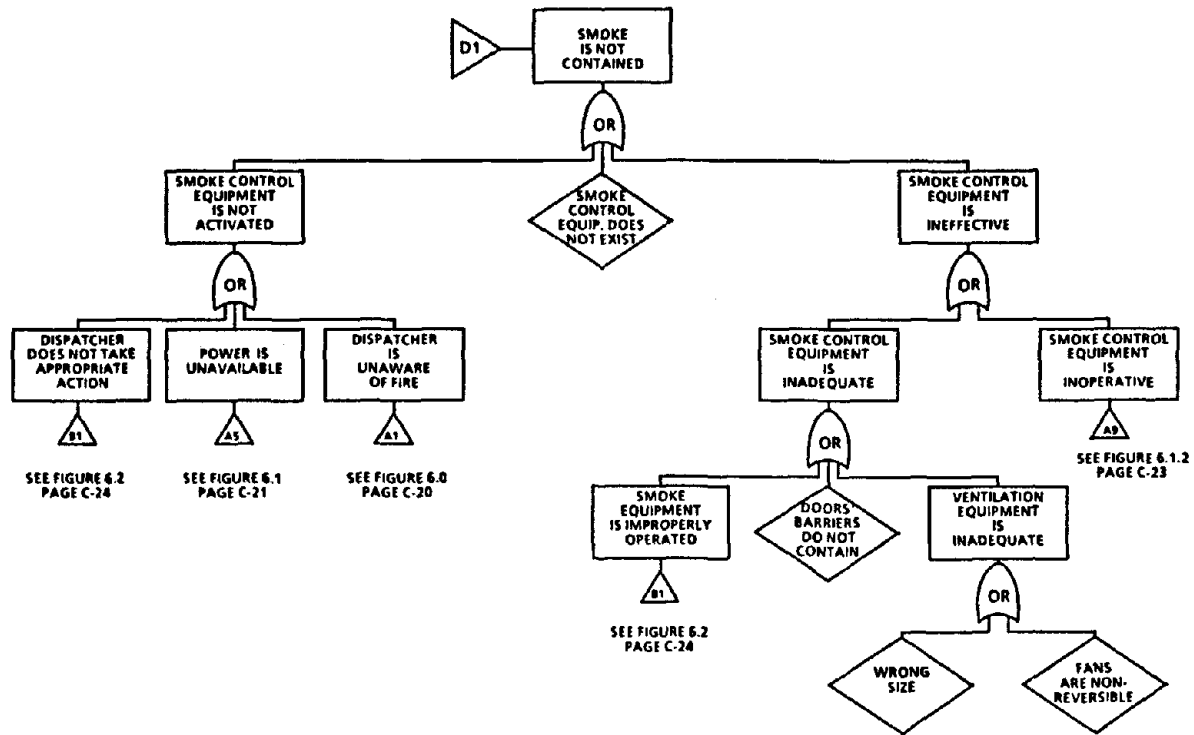 D1
SMOKE
IS NOT
CONTAINED
OR
SMOKE CONTROL
EQUIPMENT
IS NOT
ACTIVATED
SMOKE
CONTROL
EQUIP. DOES
NOT EXIST
SMOKE CONTROL
EQUIPMENT
IS
INEFFECTIVE
OR
OR
DISPATCHER
DOES NOT TAKE
APPROPRIATE
ACTION
POWER IS
UNAVAILABLE
DISPATCHER
IS
UNAWARE
OF FIRE
SMOKE CONTROL
EQUIPMENT
IS
INADEQUATE
SMOKE CONTROL
EQUIPMENT
IS
INOPERATIVE
B1
A5
A1
OR
A9
SEE FIGURE 6.2
PAGE C-24
SEE FIGURE 6.1
PAGE C-21
SEE FIGURE 6.0
PAGE C-20
SEE FIGURE 6.1.2
PAGE C-23
SMOKE
EQUIPMENT
IS IMPROPERLY
OPERATED
DOORS
BARRIERS
DO NOT
CONTAIN
VENTILATION
EQUIPMENT
IS
INADEQUATE
B1
OR
SEE FIGURE 6.2
PAGE C-24
WRONG
SIZE
FANS
ARE NON-
REVERSIBLE